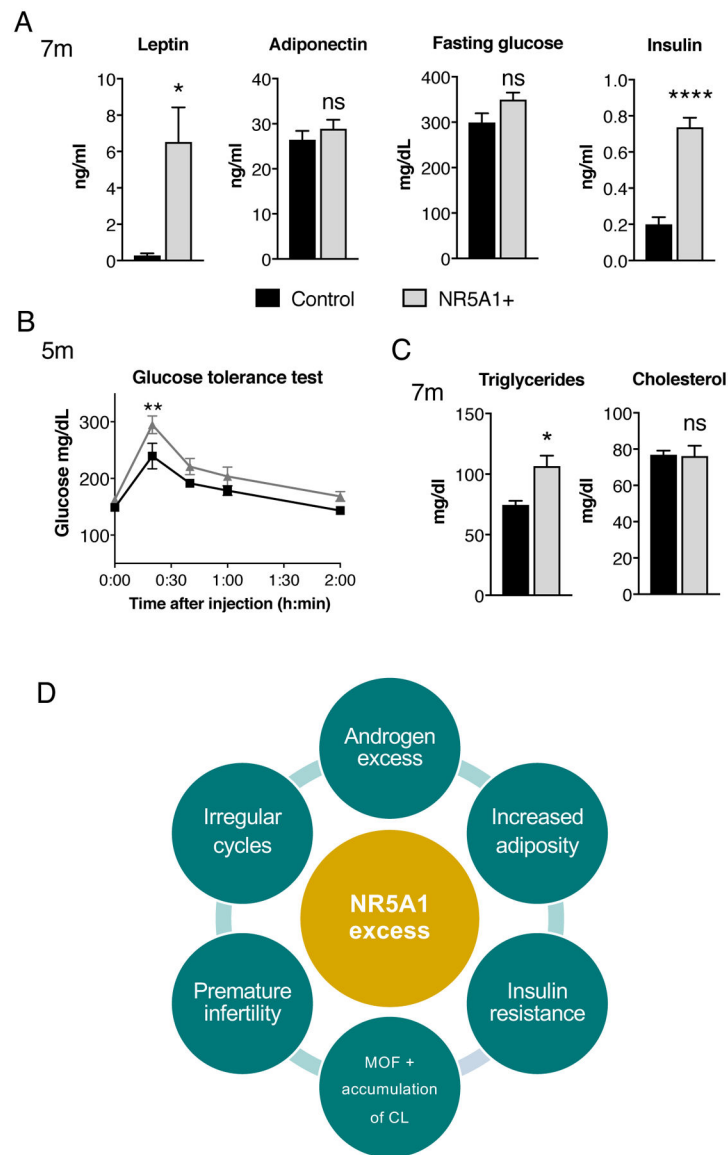 A
7m
Leptin
ng/ml
10
8
6
4
2
0
*
Adiponectin
ng/ml
40
30
20
10
0
ns
Fasting glucose
mg/dL
400
300
200
100
0
ns
Insulin
ng/ml
1.0
0.8
0.6
0.4
0.2
0.0
****
Control
NR5A1+
B
5m
Glucose tolerance test
Glucose mg/dL
300
200
100
**
0:00 0:30 1:00 1:30 2:00
Time after injection (h:min)
C
7m
Triglycerides
mg/dl
150
100
50
0
*
Cholesterol
mg/dl
100
80
60
40
20
0
ns
D
Androgen
excess
Irregular
cycles
Increased
adiposity
NR5A1
excess
Premature
infertility
Insulin
resistance
MOF +
accumulation
of CL